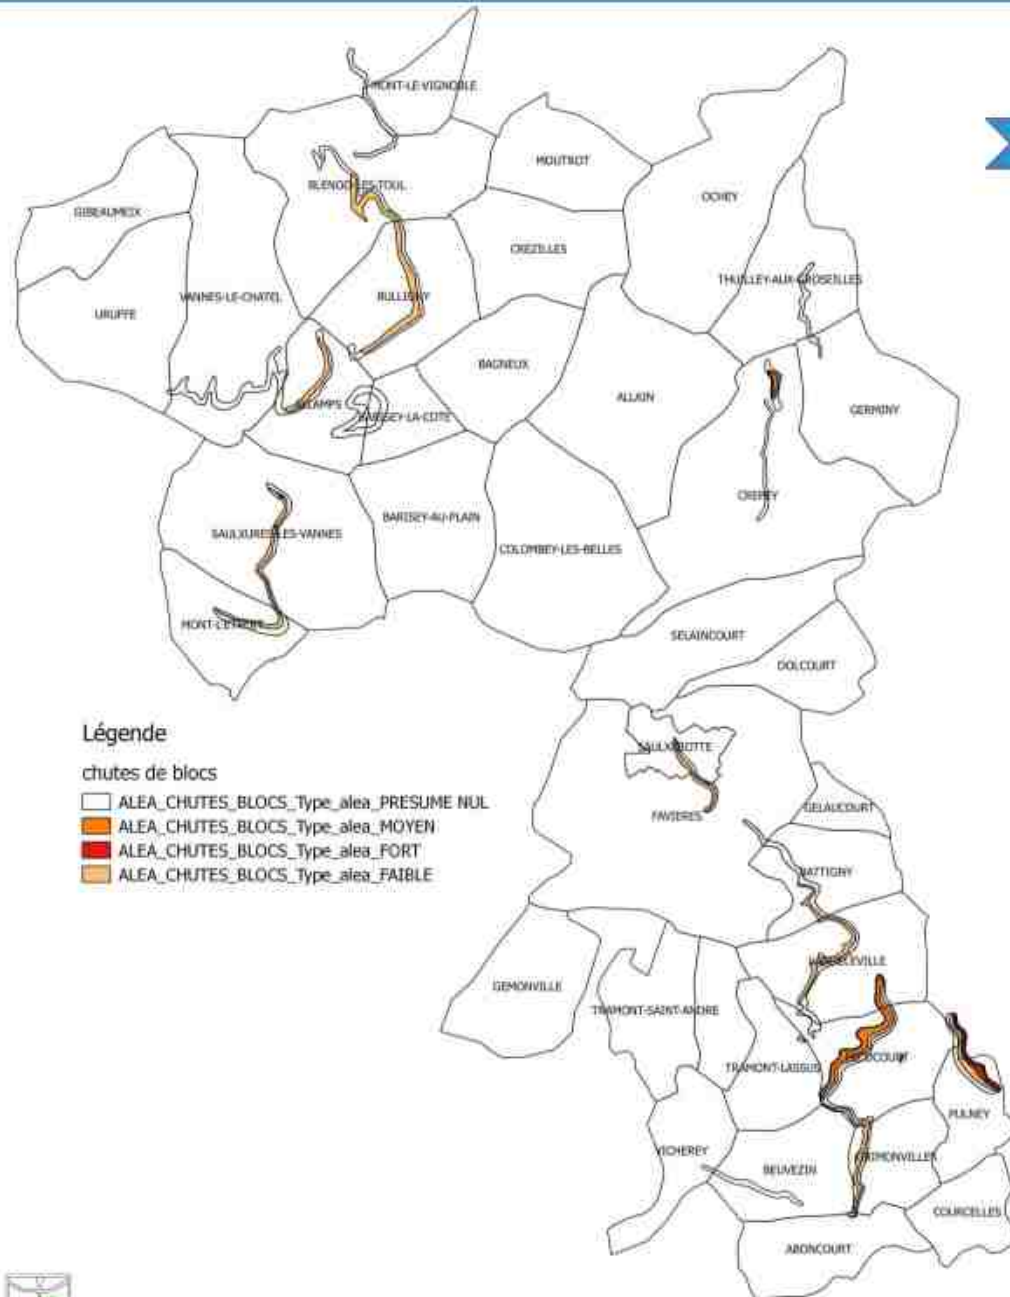 MONT-LE-VIGNOBLE
MOUTROT
BLENOD-LES-TOUL
OCHEY
GIBEAUMEIX
CREZILLES
THUILLEY-AUX-GROSEILLES
VANNES-LE-CHATEL
BULLIGNY
URUFFE
BAGNEUX
ALLAIN
ALLAMPS
GERMINY
BARISEY-LA-COTE
CREPEY
BARISEY-AU-PLAIN
SAULXURES-LES-VANNES
COLOMBEY-LES-BELLES
MONT-L'ETROIT
SELAINCOURT
DOLCOURT
Légende
SAULXEROTTE
chutes de blocs
ALEA_CHUTES_BLOCS_Type_alea_PRESUME NUL
GELAUCOURT
FAVIERES
ALEA_CHUTES_BLOCS_Type_alea_MOYEN
ALEA_CHUTES_BLOCS_Type_alea_FORT
ALEA_CHUTES_BLOCS_Type_alea_FAIBLE
BATTIGNY
VANDELEVILLE
GEMONVILLE
TRAMONT-SAINT-ANDRE
FECOCOURT
TRAMONT-LASSUS
PULNEY
VICHEREY
GRIMONVILLER
BEUVEZIN
COURCELLES
ABONCOURT